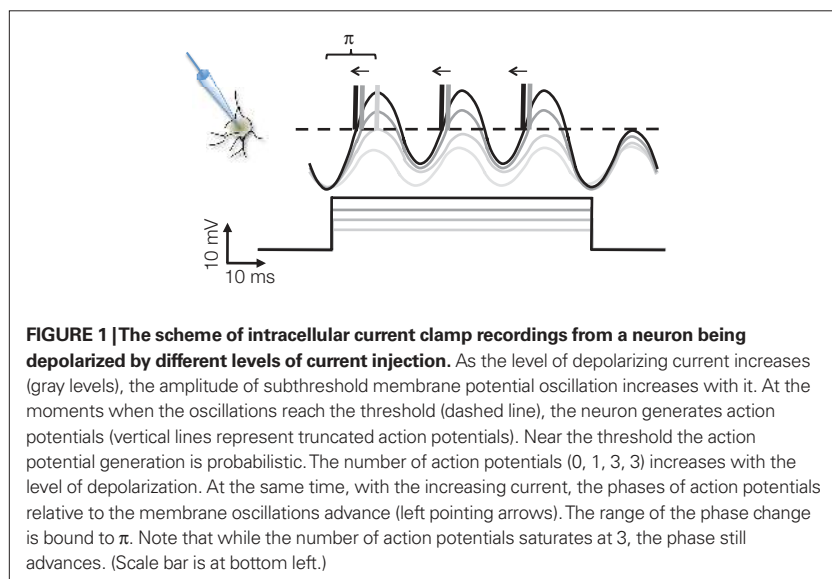 π
10 mV
10 ms
FIGURE 1 | The scheme of intracellular current clamp recordings from a neuron being
depolarized by different levels of current injection. As the level of depolarizing current increases
(gray levels), the amplitude of subthreshold membrane potential oscillation increases with it. At the
moments when the oscillations reach the threshold (dashed line), the neuron generates action
potentials (vertical lines represent truncated action potentials). Near the threshold the action
potential generation is probabilistic. The number of action potentials (0, 1, 3, 3) increases with the
level of depolarization. At the same time, with the increasing current, the phases of action potentials
relative to the membrane oscillations advance (left pointing arrows). The range of the phase change
is bound to π. Note that while the number of action potentials saturates at 3, the phase still
advances. (Scale bar is at bottom left.)